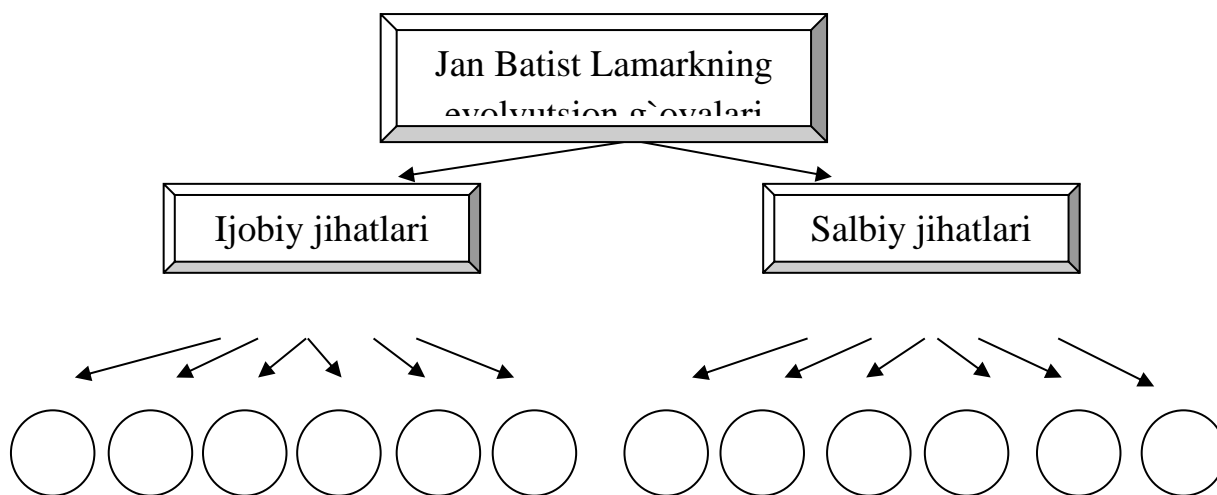 Jan Batist Lamarkning
evolyutsion g`oyalari
Ijobiy jihatlari
Salbiy jihatlari